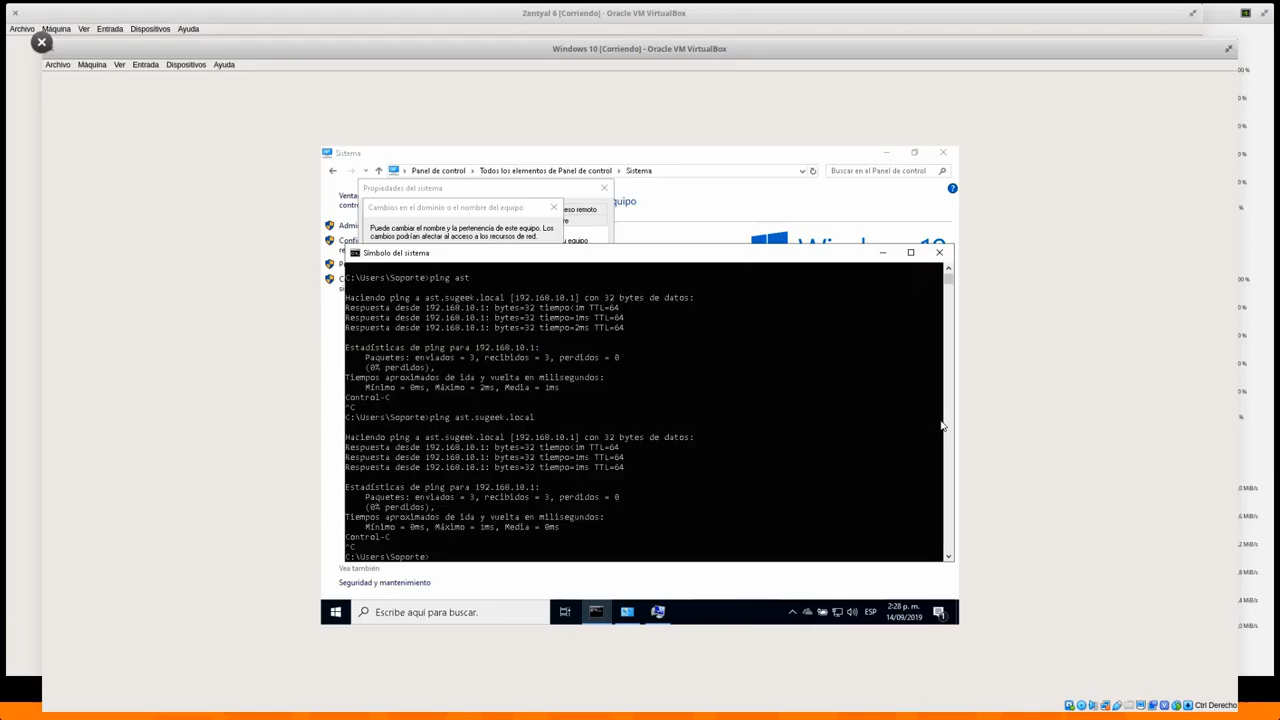 Zentyal 6 [Corriendo] - Oracle VM VirtualBox
Archivo Máquina Ver Entrada Dispositivos Ayuda
Windows 10 [Corriendo] - Oracle VM VirtualBox
Archivo Máquina Ver Entrada Dispositivos Ayuda
Sistema
Panel de control > Todos los elementos de Panel de control > Sistema
Buscar en el Panel de control
Propiedades del sistema
Cambios en el dominio o el nombre del equipo
Puede cambiar el nombre y la pertenencia de este equipo. Los
cambios podrían afectar al acceso a los recursos de red.
Símbolo del sistema
C:\Users\Soporte>ping ast
Haciendo ping a ast.sugeek.local [192.168.10.1] con 32 bytes de datos:
Respuesta desde 192.168.10.1: bytes=32 tiempo<1m TTL=64
Respuesta desde 192.168.10.1: bytes=32 tiempo=1ms TTL=64
Respuesta desde 192.168.10.1: bytes=32 tiempo=2ms TTL=64
Estadísticas de ping para 192.168.10.1:
Paquetes: enviados = 3, recibidos = 3, perdidos = 0
(0% perdidos),
Tiempos aproximados de ida y vuelta en milisegundos:
Mínimo = 0ms, Máximo = 2ms, Media = 1ms
Control-C
^C
C:\Users\Soporte>ping ast.sugeek.local
Haciendo ping a ast.sugeek.local [192.168.10.1] con 32 bytes de datos:
Respuesta desde 192.168.10.1: bytes=32 tiempo<1m TTL=64
Respuesta desde 192.168.10.1: bytes=32 tiempo=1ms TTL=64
Respuesta desde 192.168.10.1: bytes=32 tiempo=1ms TTL=64
Estadísticas de ping para 192.168.10.1:
Paquetes: enviados = 3, recibidos = 3, perdidos = 0
(0% perdidos),
Tiempos aproximados de ida y vuelta en milisegundos:
Mínimo = 0ms, Máximo = 1ms, Media = 0ms
Control-C
^C
C:\Users\Soporte>
Vea también
Seguridad y mantenimiento
Escribe aquí para buscar.
ESP
2:28 p. m.
14/09/2019
Ctrl Derecho